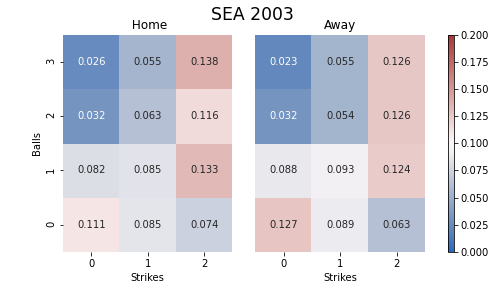 SEA 2003
Home
Away
Balls
3
0.026 0.055 0.138
0.023 0.055 0.126
2
0.032 0.063 0.116
0.032 0.054 0.126
1
0.082 0.085 0.133
0.088 0.093 0.124
0
0.111 0.085 0.074
0.127 0.089 0.063
0 1 2
0 1 2
Strikes
Strikes
0.200
0.175
0.150
0.125
0.100
0.075
0.050
0.025
0.000